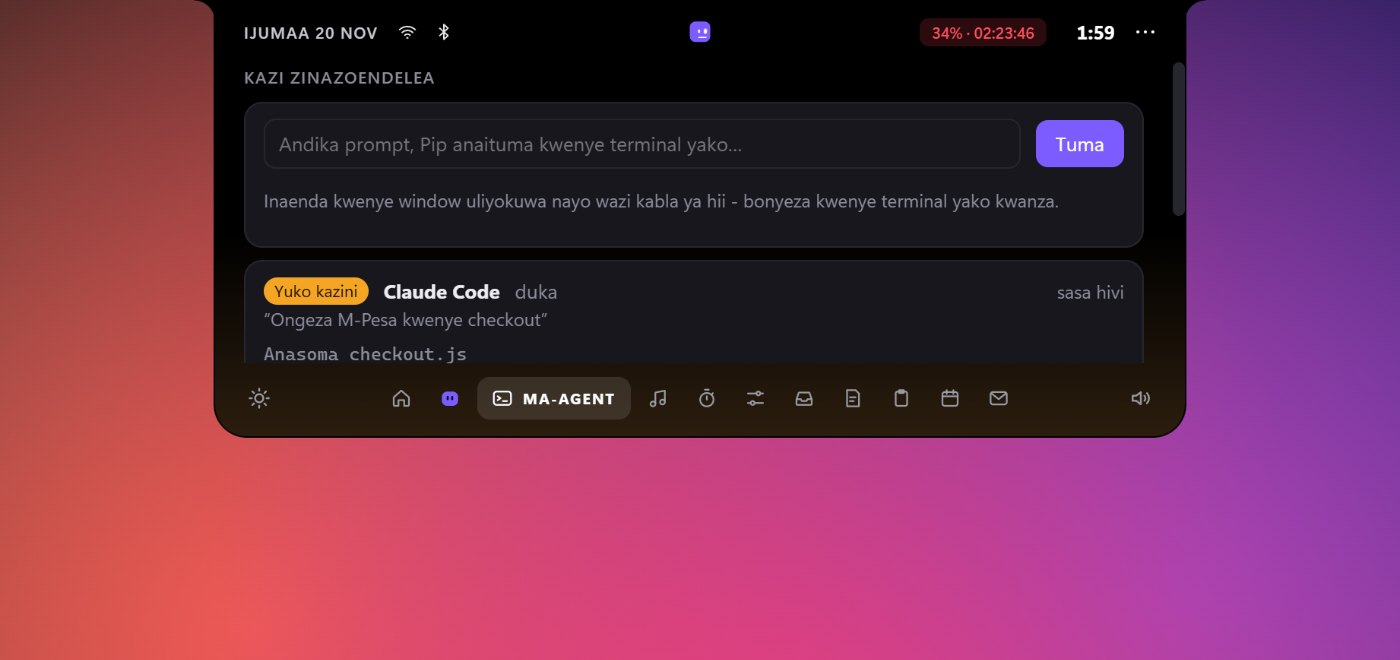 IJUMAA 20 NOV
34% · 02:23:46
1:59
KAZI ZINAZOENDELEA
Andika prompt, Pip anaituma kwenye terminal yako...
Tuma
Inaenda kwenye window uliyokuwa nayo wazi kabla ya hii - bonyeza kwenye terminal yako kwanza.
Yuko kazini Claude Code duka
sasa hivi
"Ongeza M-Pesa kwenye checkout"
Anasoma checkout.js
MA-AGENT